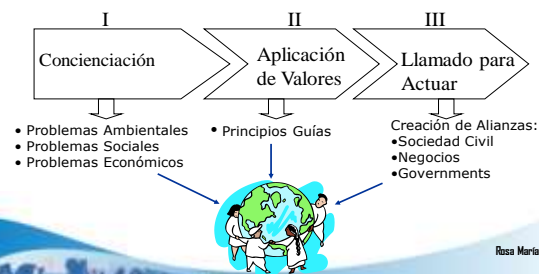 I
II
III
Concienciación
Aplicación
de Valores
Llamado para
Actuar
• Problemas Ambientales
• Problemas Sociales
• Problemas Económicos
• Principios Guías
Creación de Alianzas:
•Sociedad Civil
•Negocios
•Governments
Rosa María